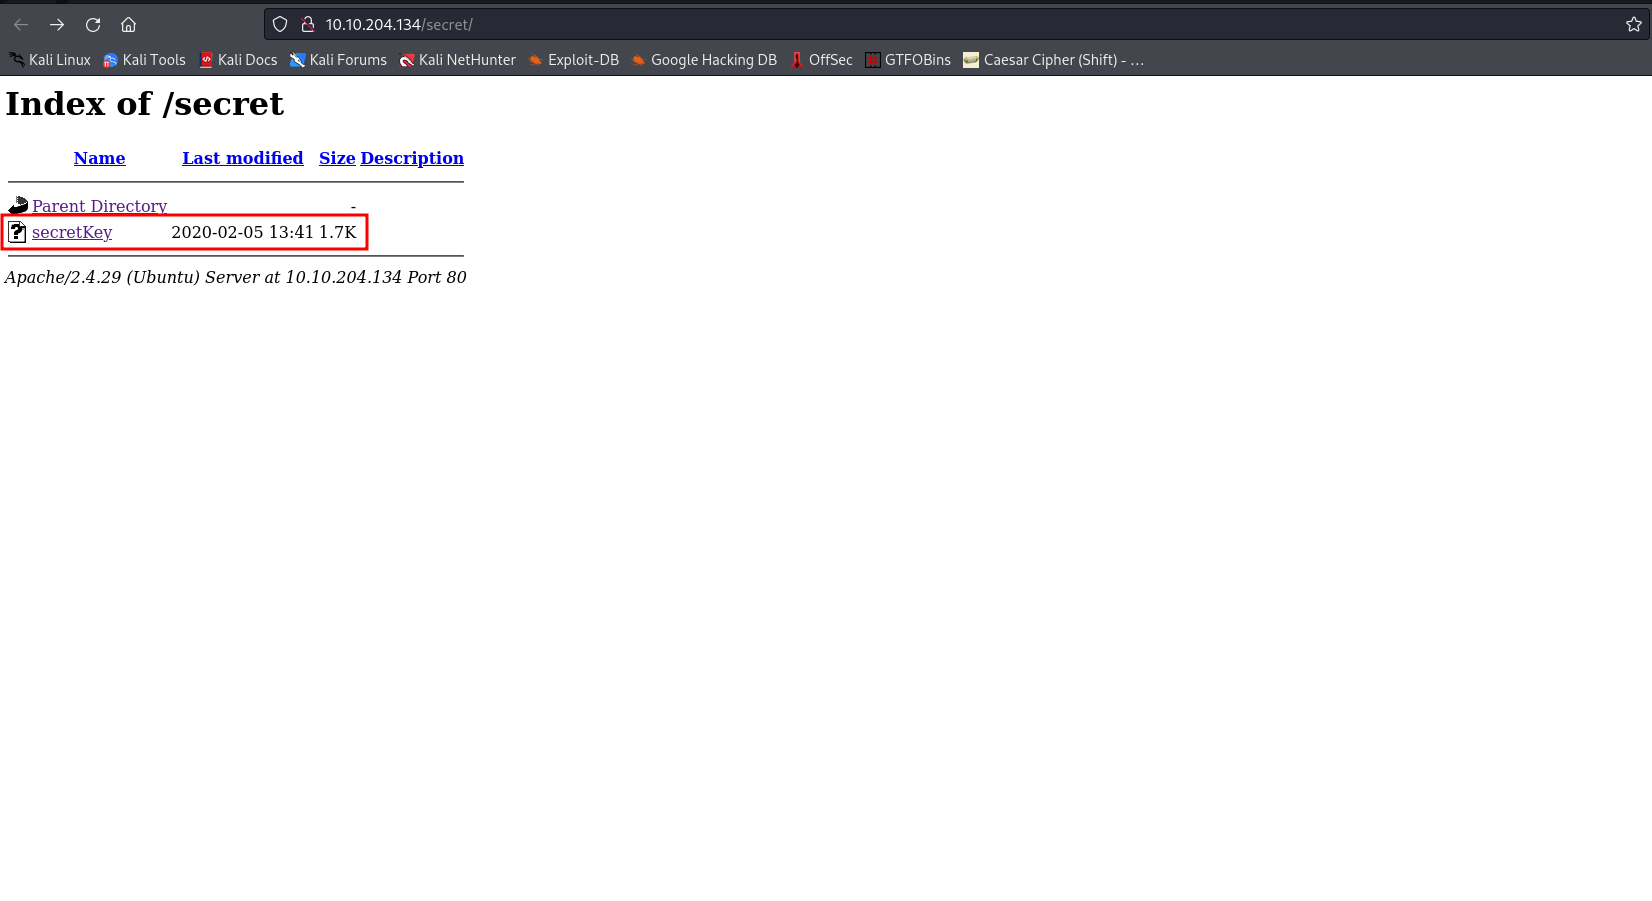 10.10.204.134/secret/
Kali Linux Kali Tools Kali Docs Kali Forums Kali NetHunter Exploit-DB Google Hacking DB OffSec GTFOBins Caesar Cipher (Shift) - …
Index of /secret
Name Last modified Size Description
Parent Directory -
secretKey 2020-02-05 13:41 1.7K
Apache/2.4.29 (Ubuntu) Server at 10.10.204.134 Port 80